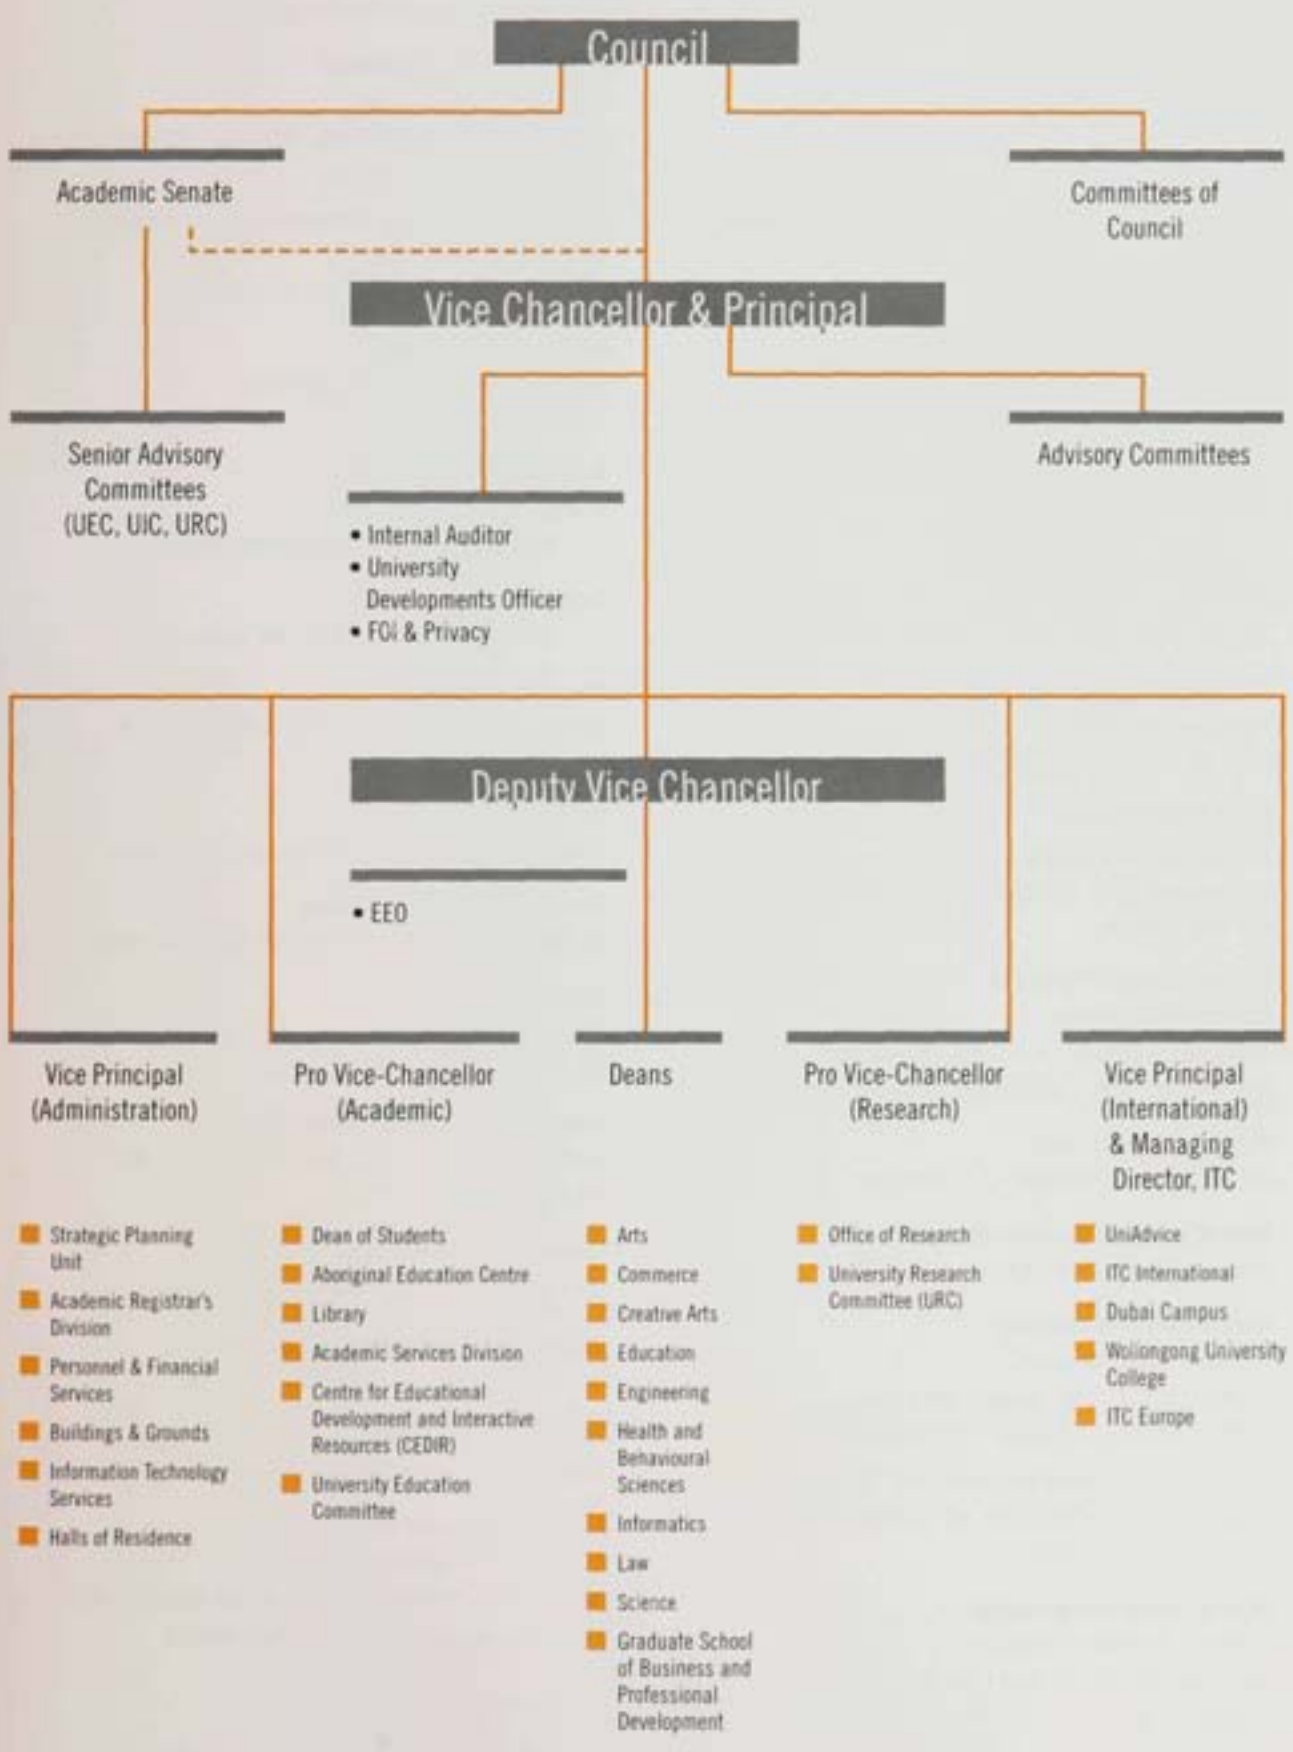 Council
Academic Senate
Committees of
Council
Vice Chancellor & Principal
Senior Advisory
Committees
(UEC, UIC, URC)
Advisory Committees
• Internal Auditor
• University
Developments Officer
• FOI & Privacy
Deputy Vice Chancellor
• EEO
Vice Principal
(Administration)
Strategic Planning
Unit
Academic Registrar's
Division
Personnel & Financial
Services
Buildings & Grounds
Information Technology
Services
Halls of Residence
Pro Vice-Chancellor
(Academic)
Dean of Students
Aboriginal Education Centre
Library
Academic Services Division
Centre for Educational
Development and Interactive
Resources (CEDIR)
University Education
Committee
Deans
Arts
Commerce
Creative Arts
Education
Engineering
Health and
Behavioural
Sciences
Informatics
Law
Science
Graduate School
of Business and
Professional
Development
Pro Vice-Chancellor
(Research)
Office of Research
University Research
Committee (URC)
Vice Principal
(International)
& Managing
Director, ITC
UniAdvice
ITC International
Dubai Campus
Wollongong University
College
ITC Europe